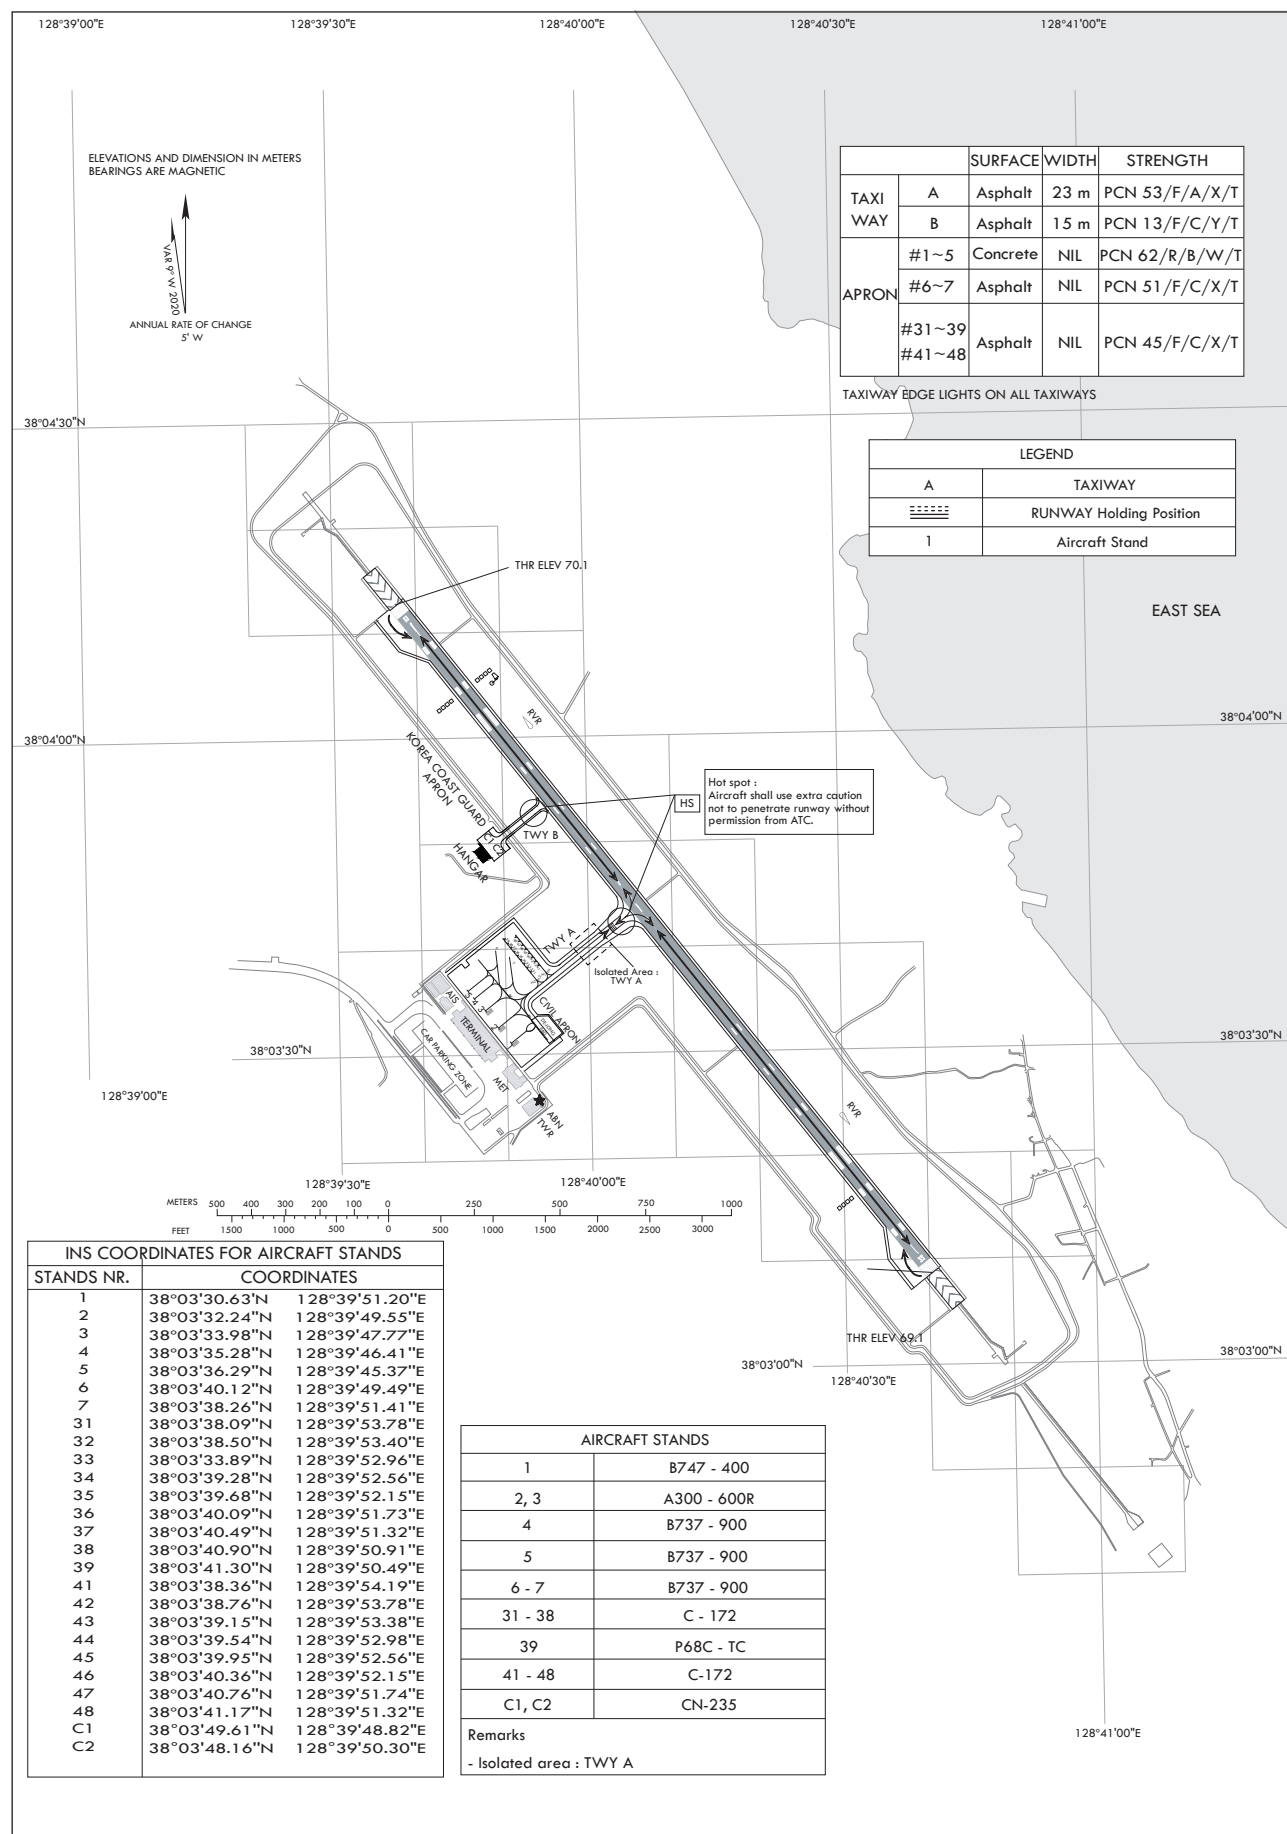 128°39'00"E 128°39'30"E 128°40'00"E 128°40'30"E 128°41'00"E
ELEVATIONS AND DIMENSION IN METERS
BEARINGS ARE MAGNETIC
VAR 9° W 2020
ANNUAL RATE OF CHANGE
5' W
SURFACE WIDTH STRENGTH
TAXI WAY
A Asphalt 23 m PCN 53/F/A/X/T
B Asphalt 15 m PCN 13/F/C/Y/T
APRON
#1~5 Concrete NIL PCN 62/R/B/W/T
#6~7 Asphalt NIL PCN 51/F/C/X/T
#31~39
#41~48 Asphalt NIL PCN 45/F/C/X/T
TAXIWAY EDGE LIGHTS ON ALL TAXIWAYS
38°04'30"N
LEGEND
A TAXIWAY
RUNWAY Holding Position
1 Aircraft Stand
THR ELEV 70.1
EAST SEA
RVR
38°04'00"N
38°04'00"N
KOREA COAST GUARD
APRON
Hot spot :
Aircraft shall use extra caution
not to penetrate runway without
permission from ATC.
HS
TWY B
C1 C2
HANGAR
TWY A
Isolated Area :
TWY A
CIVIL APRON
AIS
5 4 3 2 1
TERMINAL
CAR PARKING ZONE
MET
ABN
TWR
38°03'30"N
38°03'30"N
128°39'00"E
RVR
128°39'30"E
128°40'00"E
METERS 500 400 300 200 100 0 250 500 750 1000
FEET 1500 1000 500 0 500 1000 1500 2000 2500 3000
THR ELEV 69.1
38°03'00"N
38°03'00"N
128°40'30"E
INS COORDINATES FOR AIRCRAFT STANDS
STANDS NR. COORDINATES
1 38°03'30.63'N 128°39'51.20"E
2 38°03'32.24"N 128°39'49.55"E
3 38°03'33.98"N 128°39'47.77"E
4 38°03'35.28"N 128°39'46.41"E
5 38°03'36.29"N 128°39'45.37"E
6 38°03'40.12"N 128°39'49.49"E
7 38°03'38.26"N 128°39'51.41"E
31 38°03'38.09"N 128°39'53.78"E
32 38°03'38.50"N 128°39'53.40"E
33 38°03'33.89"N 128°39'52.96"E
34 38°03'39.28"N 128°39'52.56"E
35 38°03'39.68"N 128°39'52.15"E
36 38°03'40.09"N 128°39'51.73"E
37 38°03'40.49"N 128°39'51.32"E
38 38°03'40.90"N 128°39'50.91"E
39 38°03'41.30"N 128°39'50.49"E
41 38°03'38.36"N 128°39'54.19"E
42 38°03'38.76"N 128°39'53.78"E
43 38°03'39.15"N 128°39'53.38"E
44 38°03'39.54"N 128°39'52.98"E
45 38°03'39.95"N 128°39'52.56"E
46 38°03'40.36"N 128°39'52.15"E
47 38°03'40.76"N 128°39'51.74"E
48 38°03'41.17"N 128°39'51.32"E
C1 38°03'49.61"N 128°39'48.82"E
C2 38°03'48.16"N 128°39'50.30"E
AIRCRAFT STANDS
1 B747 - 400
2, 3 A300 - 600R
4 B737 - 900
5 B737 - 900
6 - 7 B737 - 900
31 - 38 C - 172
39 P68C - TC
41 - 48 C-172
C1, C2 CN-235
Remarks
- Isolated area : TWY A
128°41'00"E